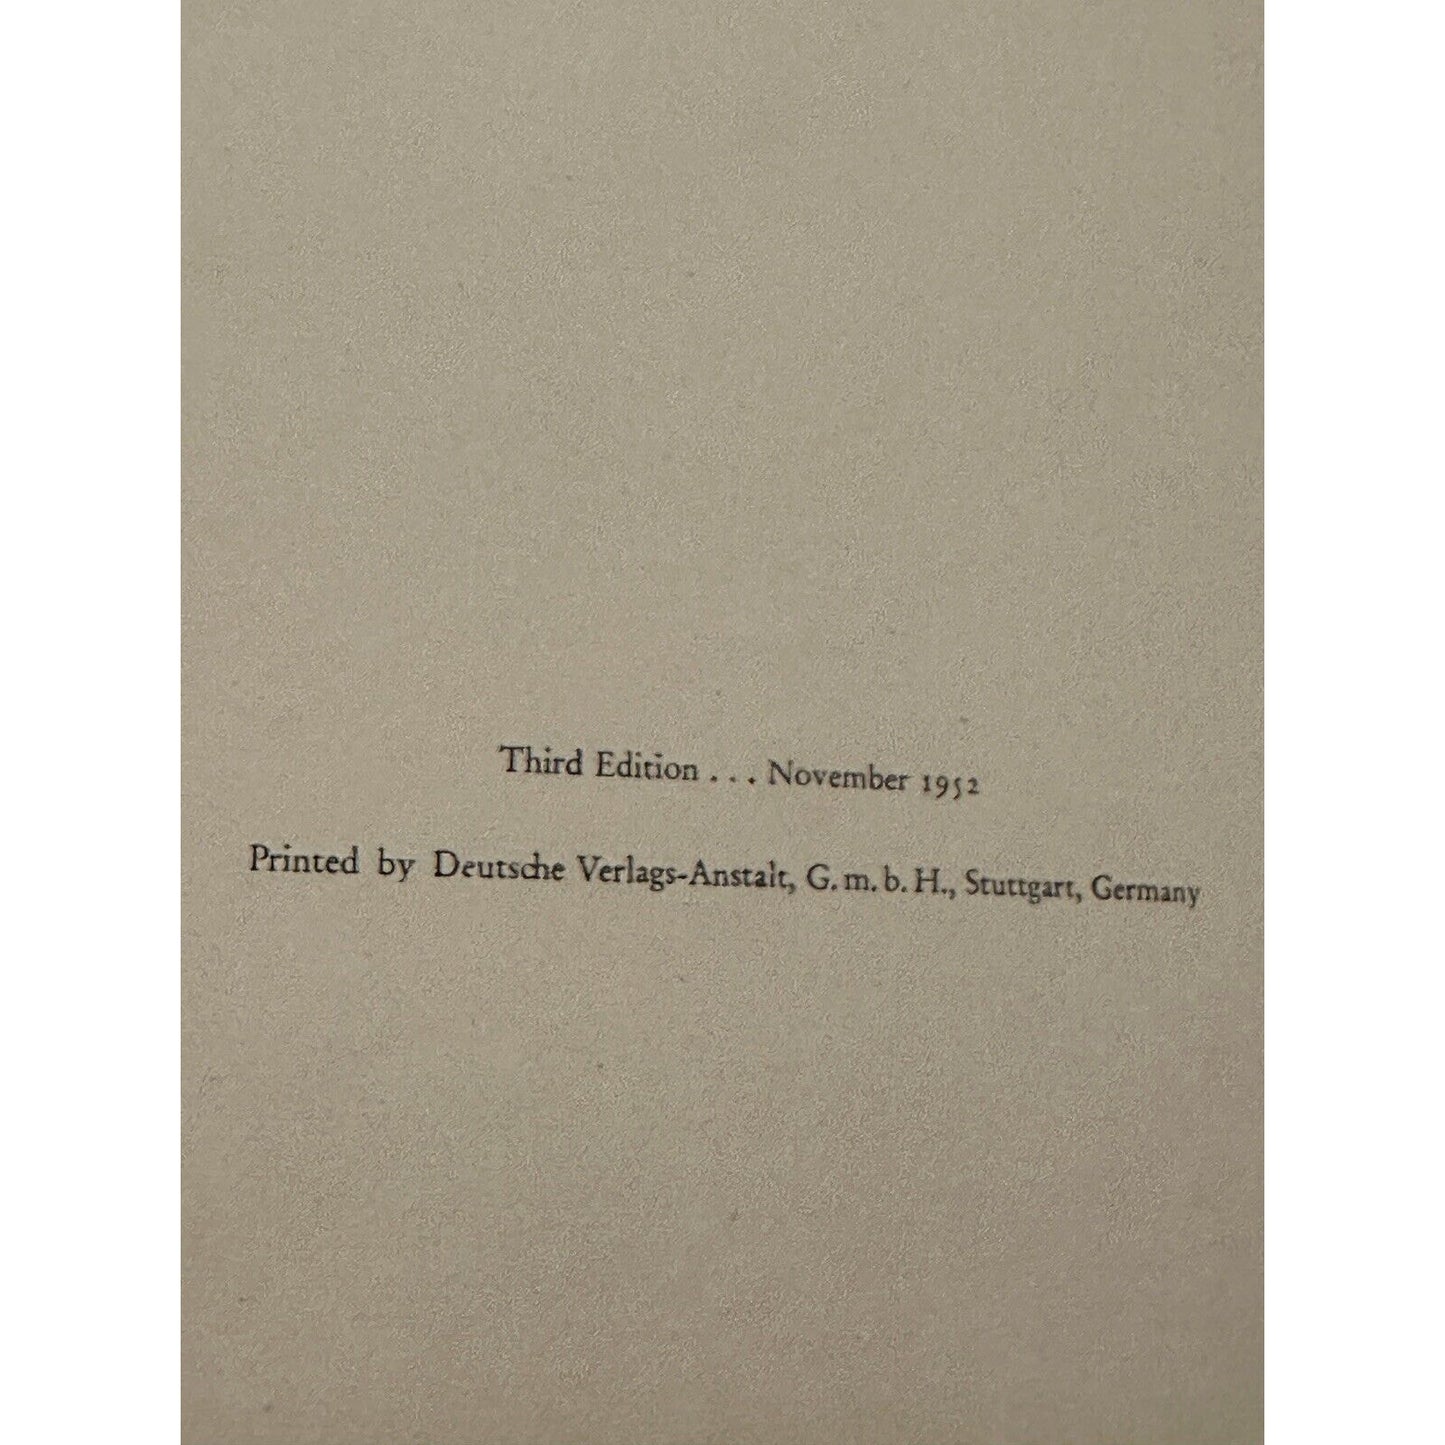 Third Edition . . . November 1952
Printed by Deutsche Verlags-Anstalt, G. m. b. H., Stuttgart, Germany